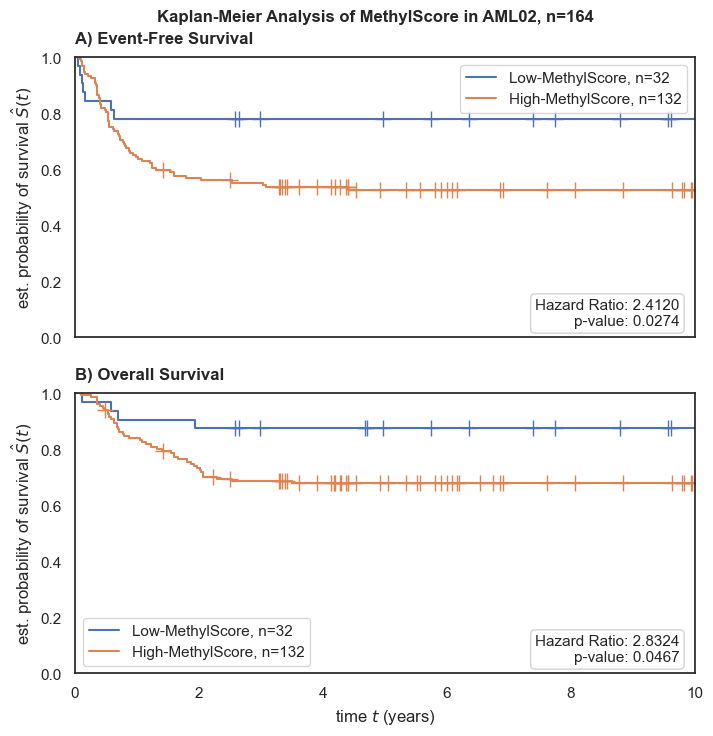 Kaplan-Meier Analysis of MethylScore in AML02, n=164
A) Event-Free Survival
est. probability of survival Ŝ(t)
1.0
0.8
0.6
0.4
0.2
0.0
Low-MethylScore, n=32
High-MethylScore, n=132
Hazard Ratio: 2.4120
p-value: 0.0274
B) Overall Survival
est. probability of survival Ŝ(t)
1.0
0.8
0.6
0.4
0.2
0.0
Low-MethylScore, n=32
High-MethylScore, n=132
Hazard Ratio: 2.8324
p-value: 0.0467
0 2 4 6 8 10
time t (years)